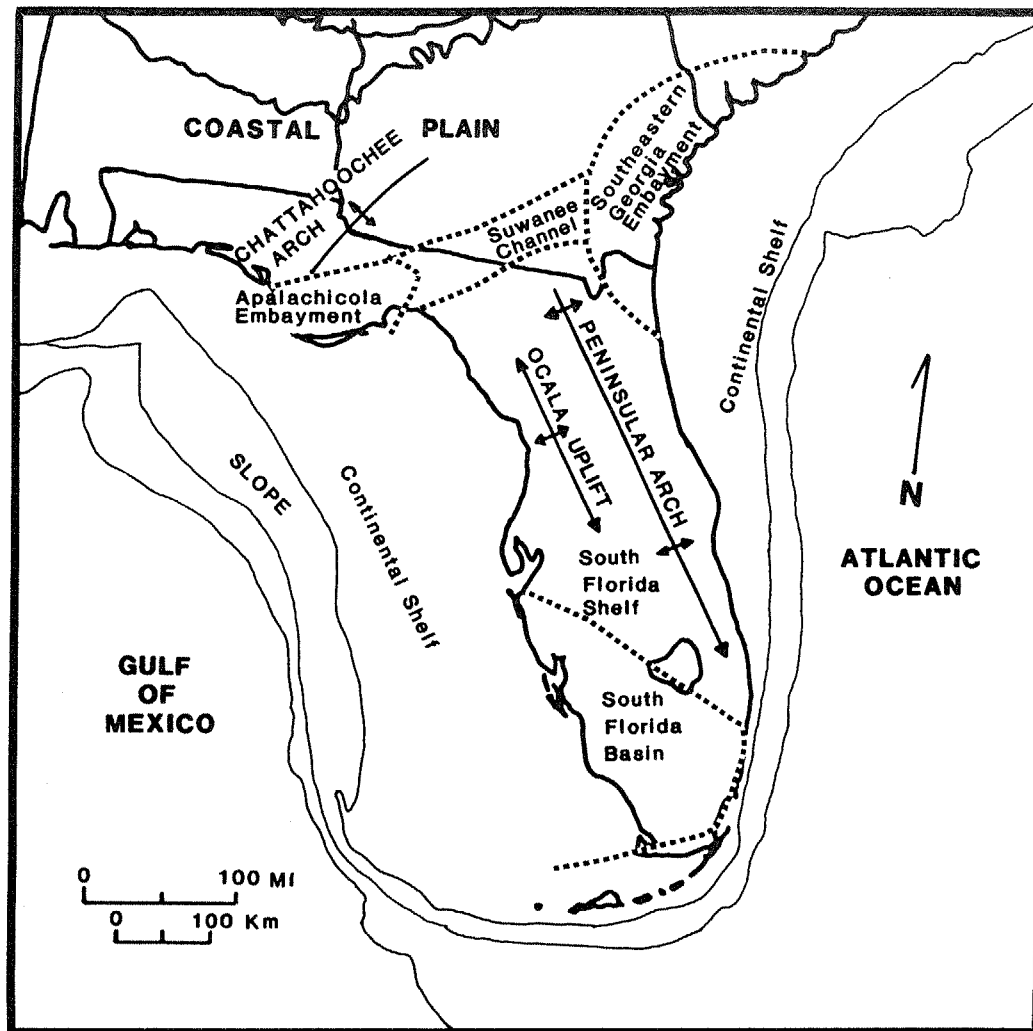 COASTAL PLAIN
CHATTAHOOCHEE
ARCH
Southeastern
Georgia
Embayment
Suwanee
Channel
Apalachicola
Embayment
Continental Shelf
PENINSULAR ARCH
OCALA UPLIFT
SLOPE
Continental Shelf
N
ATLANTIC
OCEAN
South
Florida
Shelf
GULF
OF
MEXICO
South
Florida
Basin
0 100 MI
0 100 Km